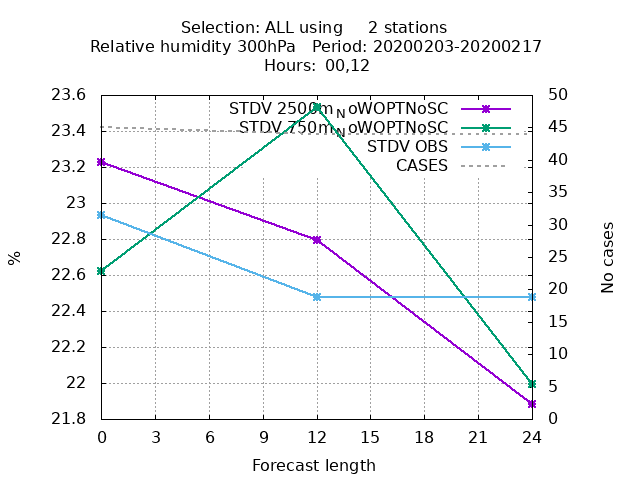 Selection: ALL using     2 stations
Relative humidity 300hPa   Period: 20200203-20200217
Hours: 00,12
STDV 2500m_NoWOPTNoSC
STDV 750m_NoWOPTNoSC
STDV OBS
CASES
23.6
23.4
23.2
23
22.8
22.6
22.4
22.2
22
21.8
%
50
45
40
35
30
25
20
15
10
5
0
No cases
0 3 6 9 12 15 18 21 24
Forecast length